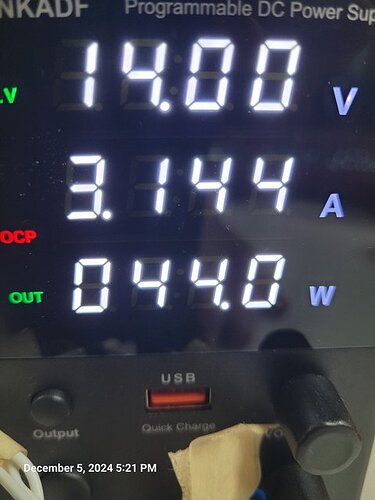 NKADF Programmable DC Power Sup
.V 14.00 V
3.144 A
OCP
OUT 044.0 W
USB
Output Quick Charge
December 5, 2024 5:21 PM